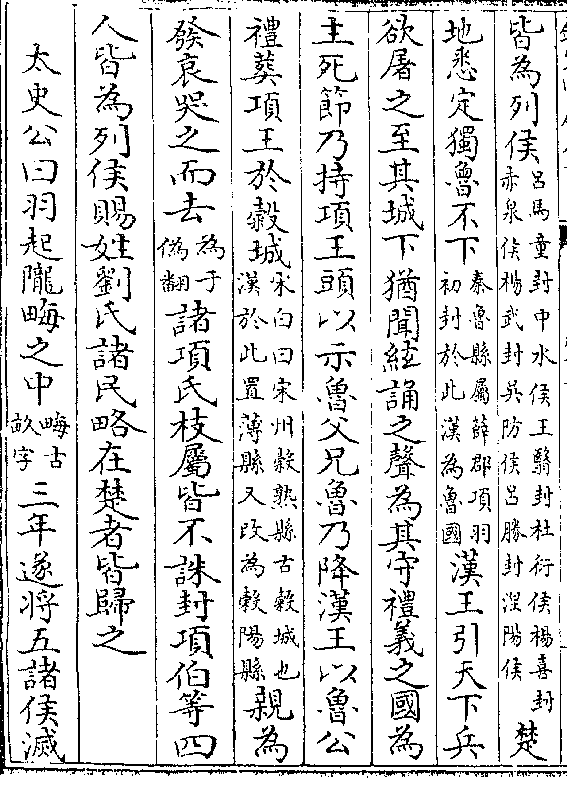 皆為列侯呂馬童封中水侯王翳封杜衍侯楊喜封赤泉侯楊武封吳防侯呂勝封涅陽侯楚
地悉定獨魯不下秦魯縣屬薛郡項羽初封於此漢為魯國漢王引天下兵
欲屠之至其城下猶聞絃誦之聲為其守禮義之國為
主死節乃持項王頭以示魯父兄魯乃降漢王以魯公
禮葬項王於穀城宋白曰宋州穀熟縣古穀城也漢於此置薄縣又改為穀陽縣親為
發哀哭之而去為于偽翻諸項氏枝屬皆不誅封項伯等四
人皆為列侯賜姓劉氏諸民略在楚者皆歸之
太史公曰羽起隴畮之中畮古畝字三年遂將五諸侯滅